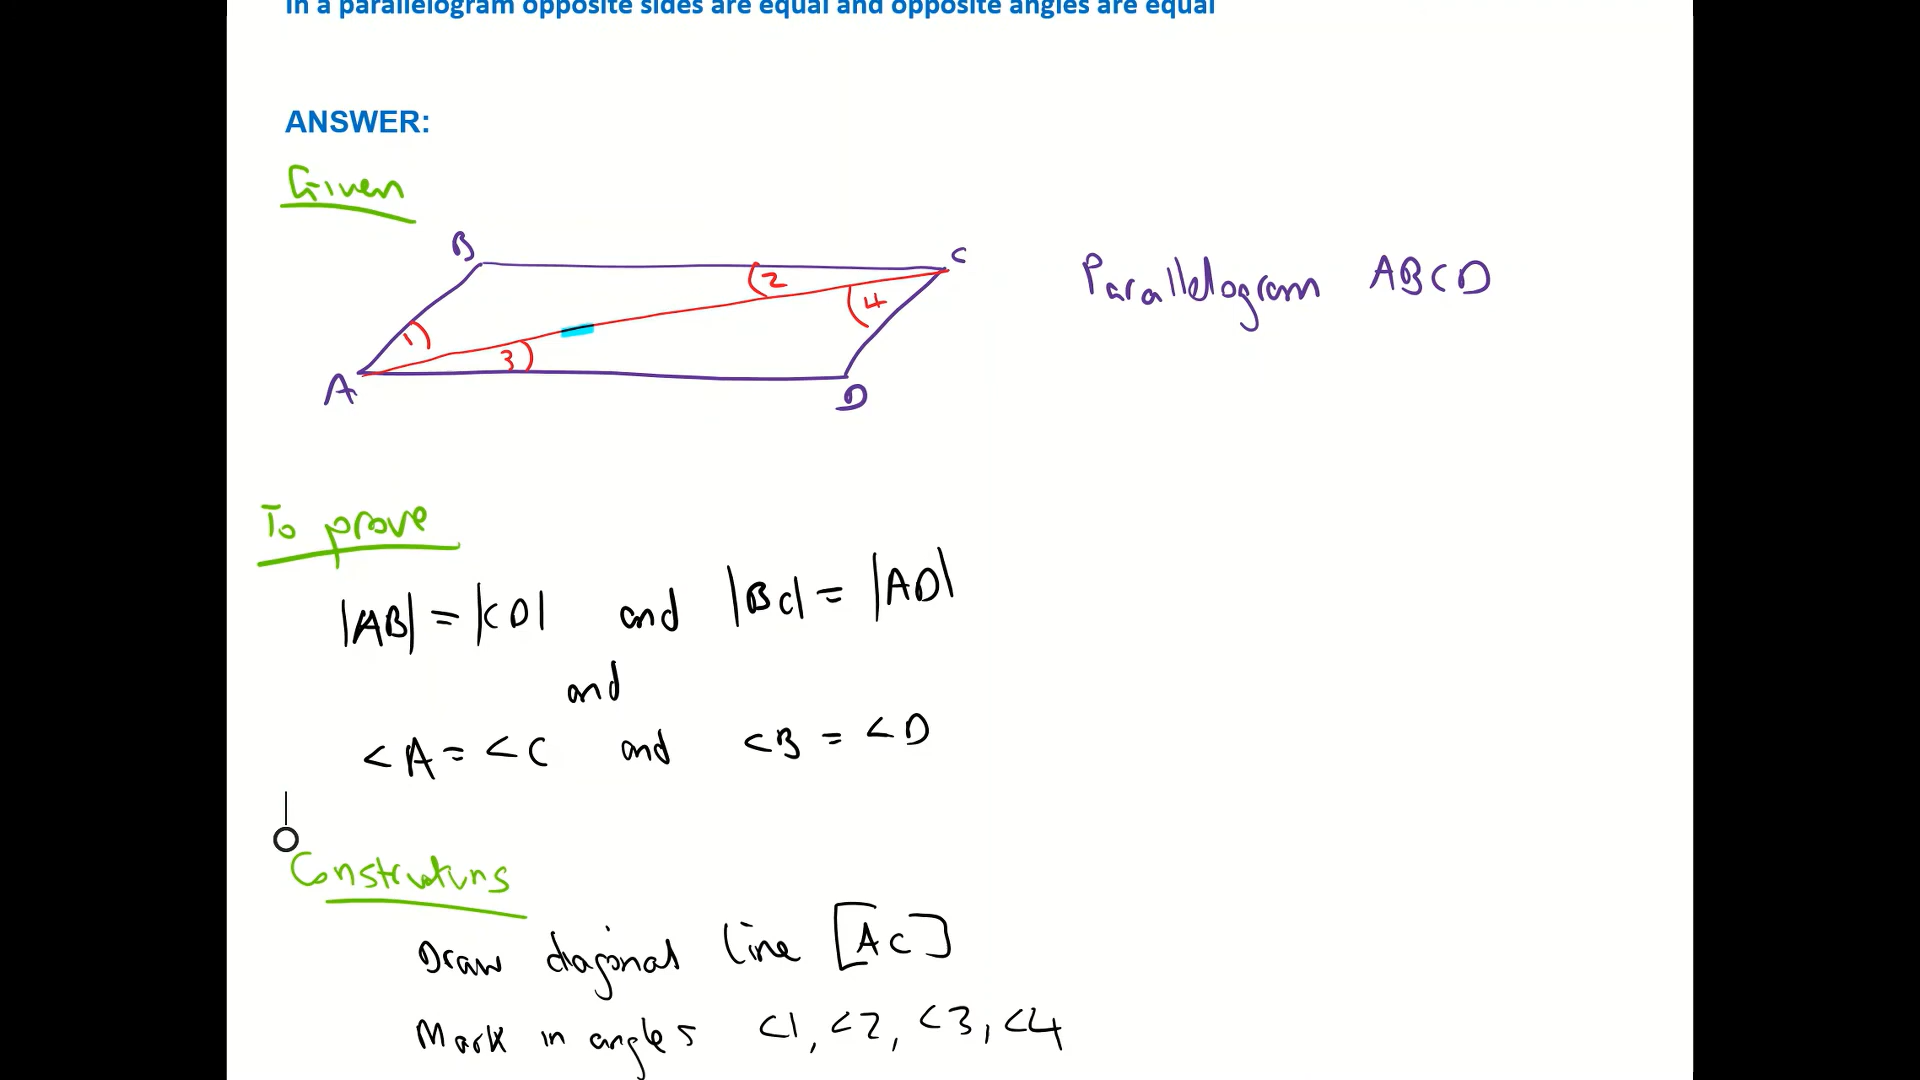 In a parallelogram opposite sides are equal and opposite angles are equal
ANSWER:
Given
B
C
2
4
1
3
A
D
Parallelogram ABCD
To prove
|AB| = |CD| and |BC| = |AD|
and
<A = <C and <B = <D
Constructions
Draw diagonal line [AC]
Mark in angles <1, <2, <3, <4